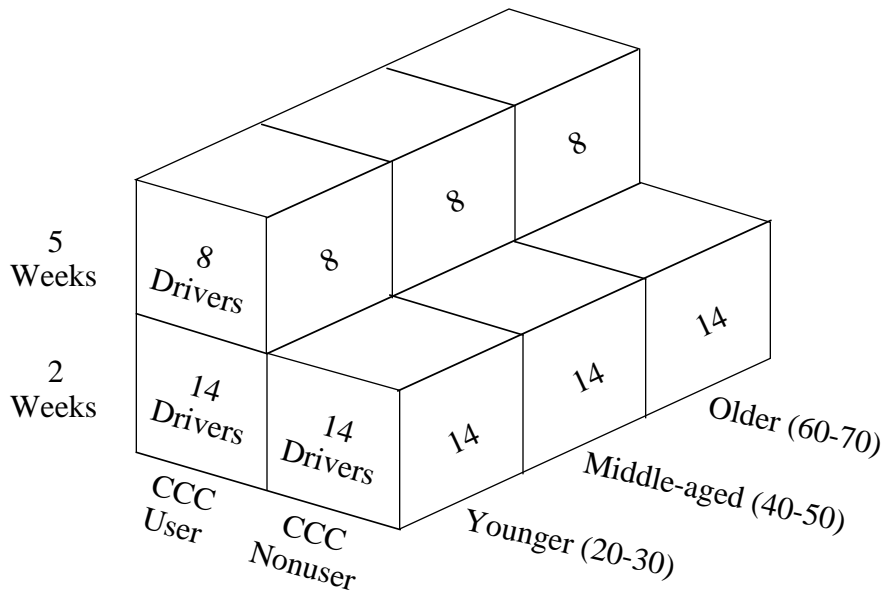 8
8
8
5
Weeks
8
Drivers
14
2
Weeks
14
Drivers
14
Drivers
14
14
Older (60-70)
Middle-aged (40-50)
Younger (20-30)
CCC
User
CCC
Nonuser